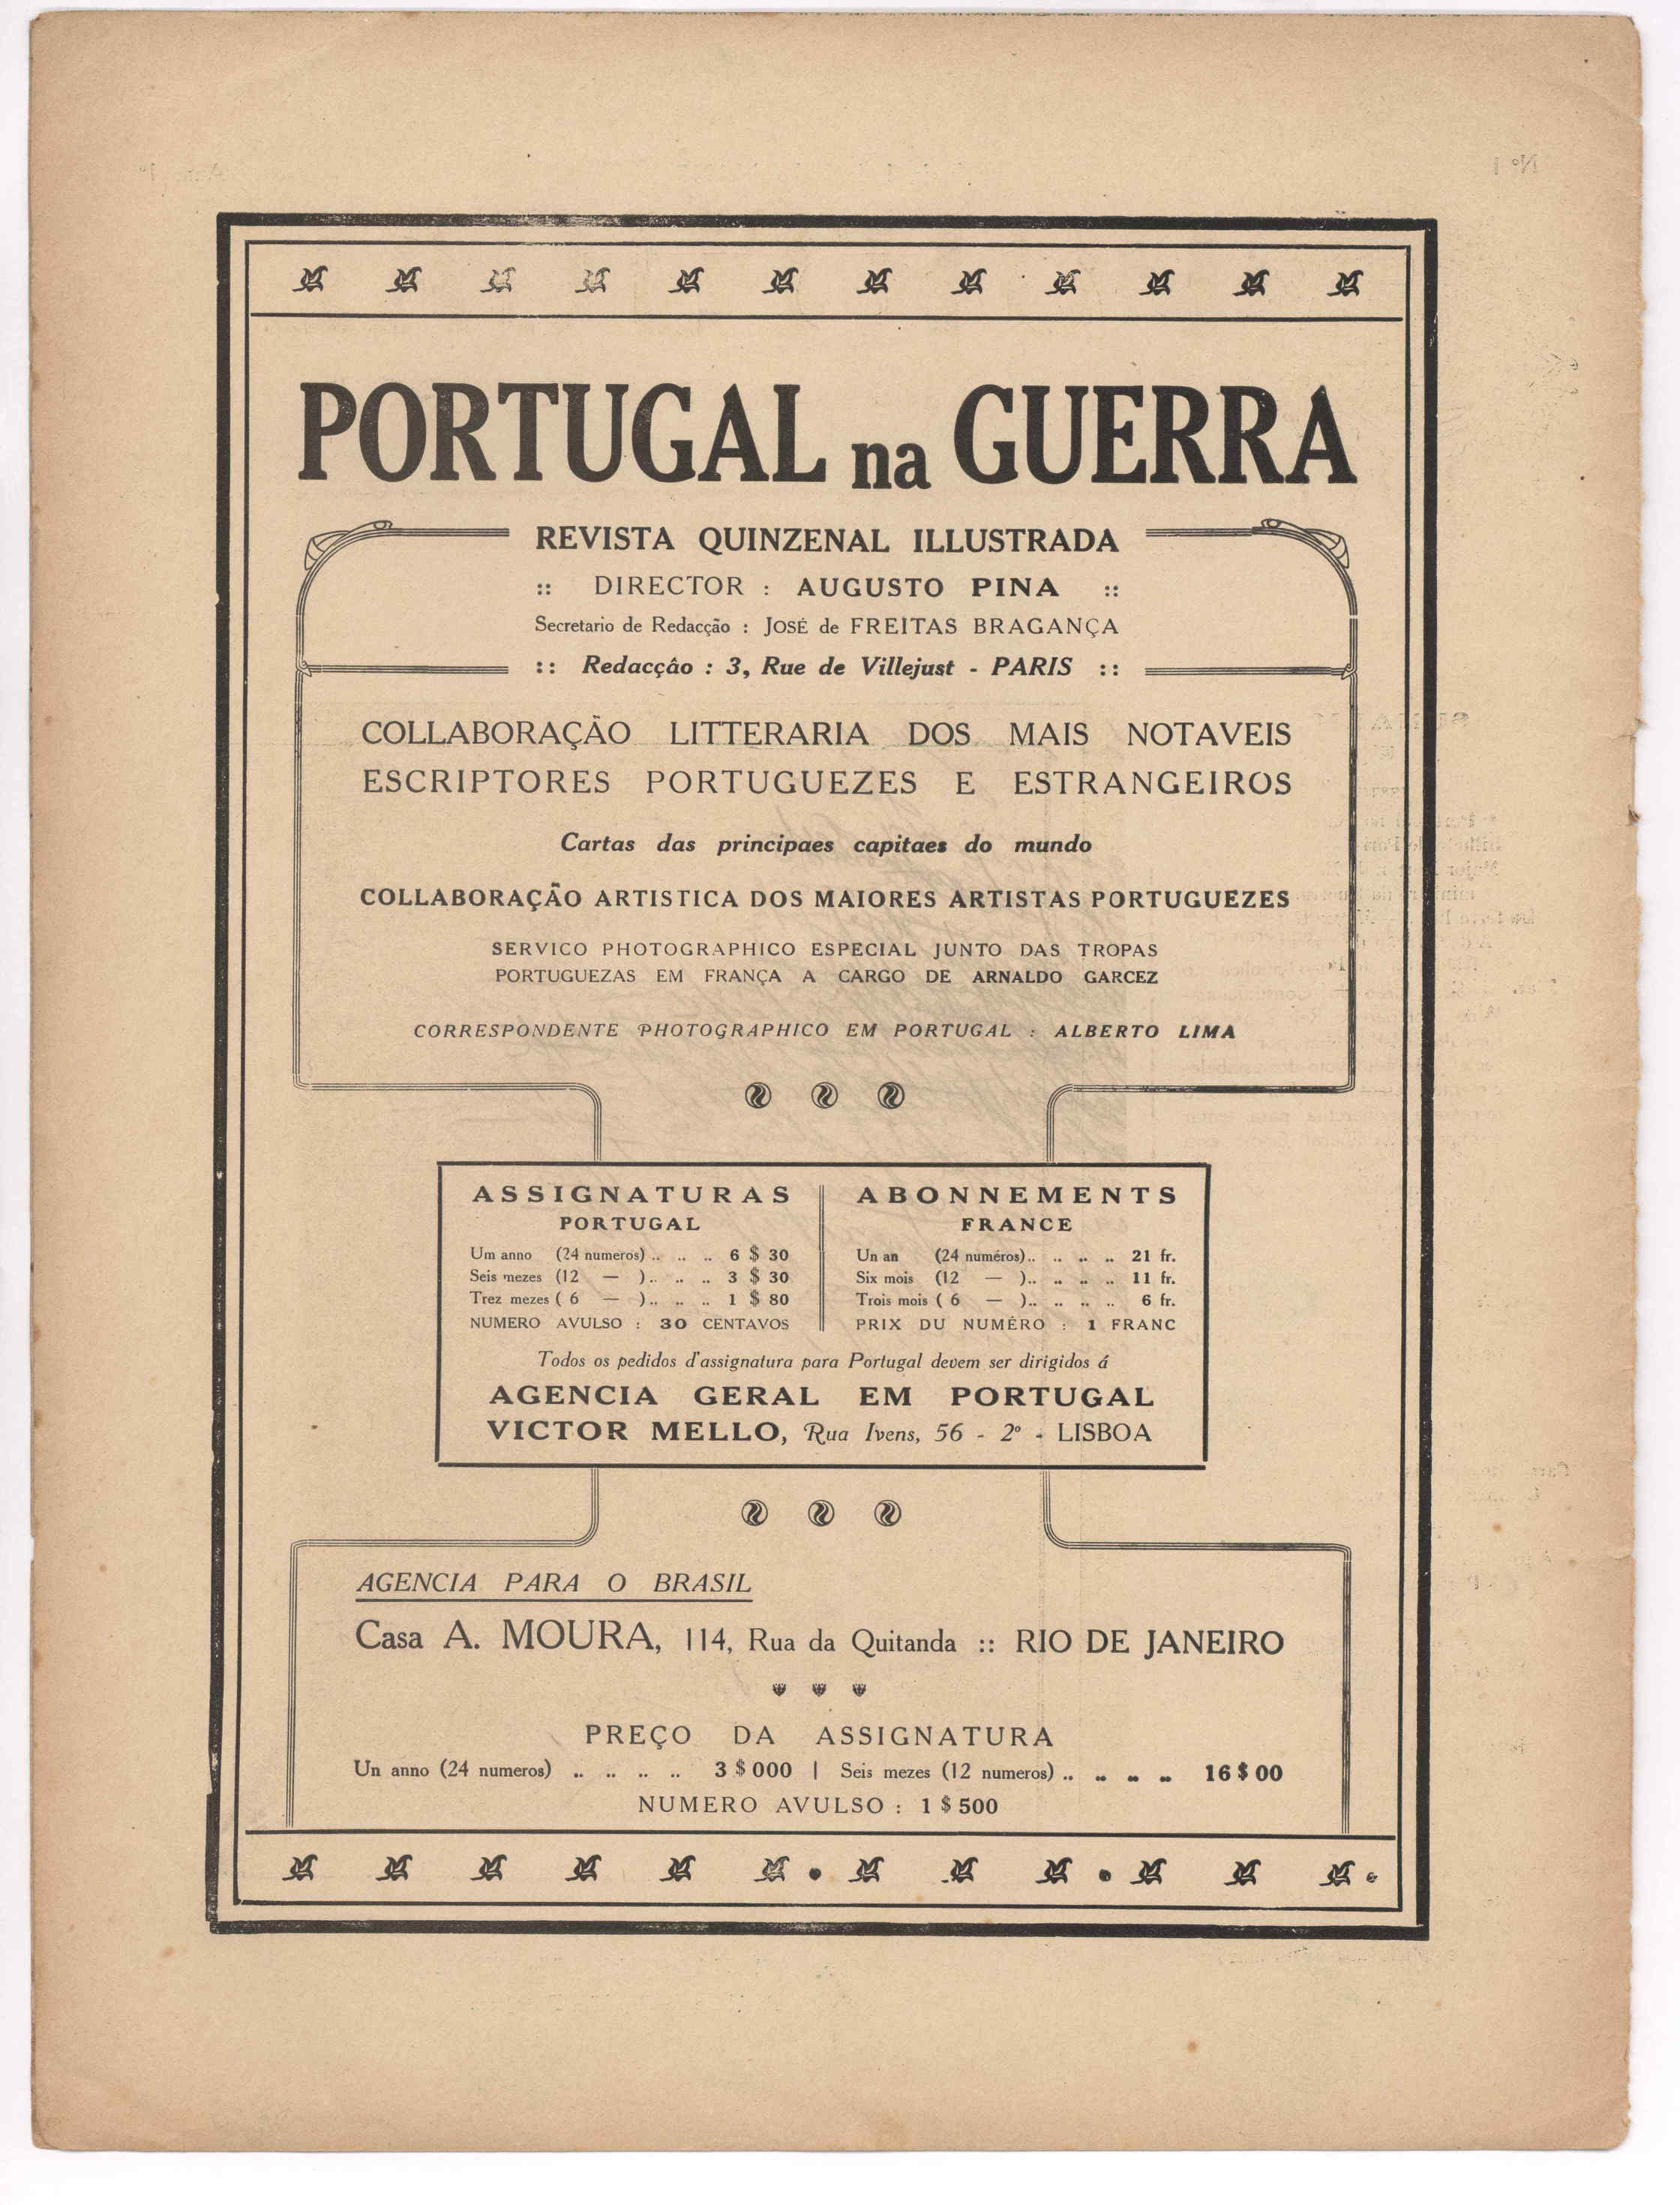 PORTUGAL na GUERRA
REVISTA QUINZENAL ILLUSTRADA
:: DIRECTOR : AUGUSTO PINA ::
Secretario de Redacção : JOSÉ de FREITAS BRAGANÇA
:: Redacçâo : 3, Rue de Villejust - PARIS ::
COLLABORAÇÃO LITTERARIA DOS MAIS NOTAVEIS
ESCRIPTORES PORTUGUEZES E ESTRANGEIROS
Cartas das principaes capitaes do mundo
COLLABORAÇÃO ARTISTICA DOS MAIORES ARTISTAS PORTUGUEZES
SERVICO PHOTOGRAPHICO ESPECIAL JUNTO DAS TROPAS
PORTUGUEZAS EM FRANÇA A CARGO DE ARNALDO GARCEZ
CORRESPONDENTE PHOTOGRAPHICO EM PORTUGAL : ALBERTO LIMA
ASSIGNATURAS
PORTUGAL
Um anno (24 numeros) .. .. .. 6 $ 30
Seis mezes (12 — ) .. .. .. 3 $ 30
Trez mezes ( 6 — ) .. .. .. 1 $ 80
NUMERO AVULSO : 30 CENTAVOS
ABONNEMENTS
FRANCE
Un an (24 numéros) .. .. .. .. 21 fr.
Six mois (12 — ) .. .. .. .. 11 fr.
Trois mois ( 6 — ) .. .. .. .. 6 fr.
PRIX DU NUMÉRO : 1 FRANC
Todos os pedidos d'assignatura para Portugal devem ser dirigidos á
AGENCIA GERAL EM PORTUGAL
VICTOR MELLO, Rua Ivens, 56 - 2º - LISBOA
AGENCIA PARA O BRASIL
Casa A. MOURA, 114, Rua da Quitanda :: RIO DE JANEIRO
PREÇO DA ASSIGNATURA
Un anno (24 numeros) .. .. .. .. 3 $ 000 | Seis mezes (12 numeros) .. .. .. .. 16 $ 00
NUMERO AVULSO : 1 $ 500